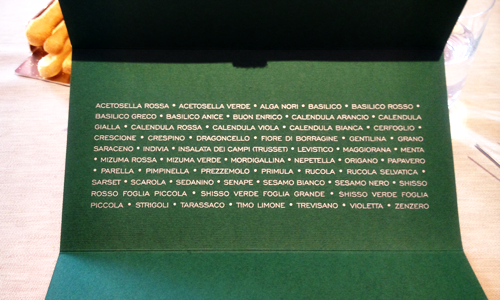 ACETOSELLA ROSSA • ACETOSELLA VERDE • ALGA NORI • BASILICO • BASILICO ROSSO •
BASILICO GRECO • BASILICO ANICE • BUON ENRICO • CALENDULA ARANCIO • CALENDULA
GIALLA • CALENDULA ROSSA • CALENDULA VIOLA • CALENDULA BIANCA • CERFOGLIO •
CRESCIONE • CRESPINO • DRAGONCELLO • FIORE DI BORRAGINE • GENTILINA • GRANO
SARACENO • INDIVIA • INSALATA DEI CAMPI (TRUSSET) • LEVISTICO • MAGGIORANA • MENTA
• MIZUMA ROSSA • MIZUMA VERDE • MORDIGALLINA • NEPETELLA • ORIGANO • PAPAVERO
• PARELLA • PIMPINELLA • PREZZEMOLO • PRIMULA • RUCOLA • RUCOLA SELVATICA •
SARSET • SCAROLA • SEDANINO • SENAPE • SESAMO BIANCO • SESAMO NERO • SHISSO
ROSSO FOGLIA PICCOLA • SHISSO VERDE FOGLIA GRANDE • SHISSO VERDE FOGLIA
PICCOLA • STRIGOLI • TARASSACO • TIMO LIMONE • TREVISANO • VIOLETTA • ZENZERO